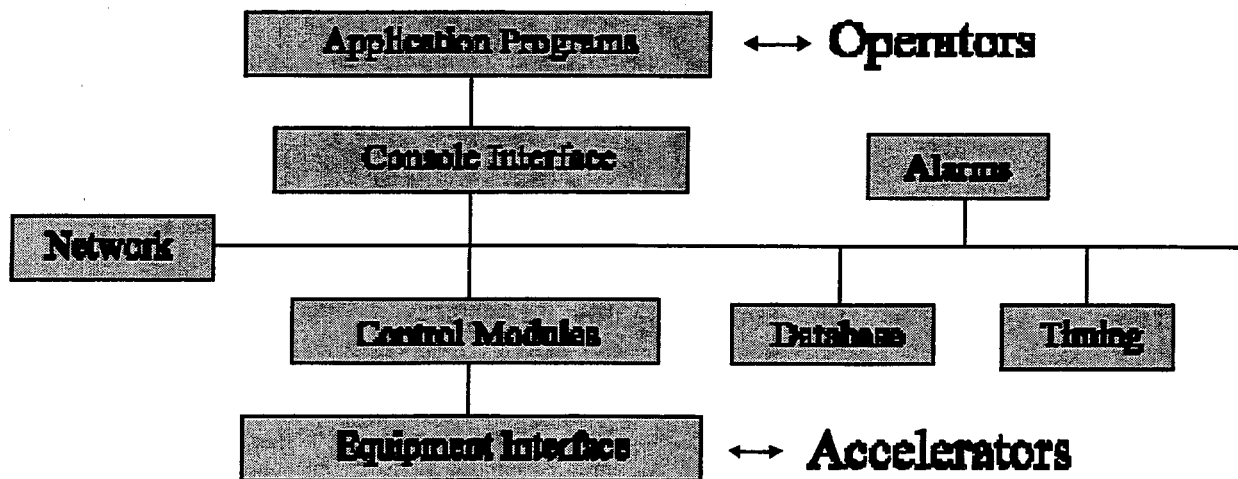 Application Programs
Operators
Console Interface
Alarms
Network
Control Modules
Database
Timing
Equipment Interface
Accelerators